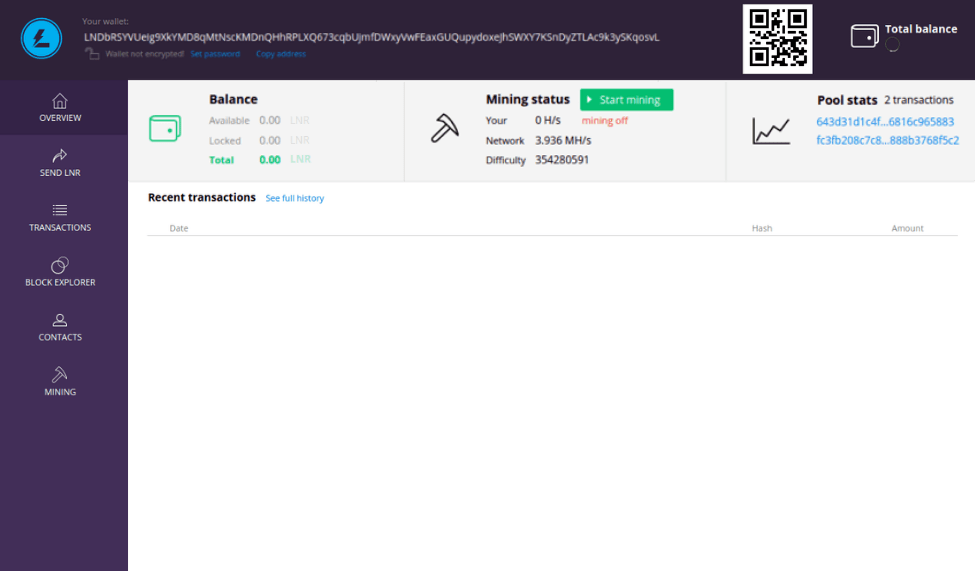 Your wallet:
LNDbRSYVUeig9XkYMD8qMtNscKMDnQHhRPLXQ673cqbUjmfDWxyVwFEaxGUQupydoxeJhSWXY7KSnDyZTLAc9k3ySKqosvL
Wallet not encrypted! Set password Copy address
Total balance
OVERVIEW
SEND LNR
TRANSACTIONS
BLOCK EXPLORER
CONTACTS
MINING
Balance
Available 0.00 LNR
Locked 0.00 LNR
Total 0.00 LNR
Mining status Start mining
Your 0 H/s mining off
Network 3.936 MH/s
Difficulty 354280591
Pool stats 2 transactions
643d31d1c4f...6816c965883
fc3fb208c7c8...888b3768f5c2
Recent transactions See full history
Date Hash Amount